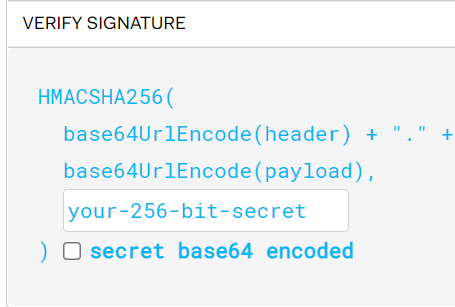 VERIFY SIGNATURE
HMACSHA256(
base64UrlEncode(header) + "." +
base64UrlEncode(payload),
your-256-bit-secret
) secret base64 encoded